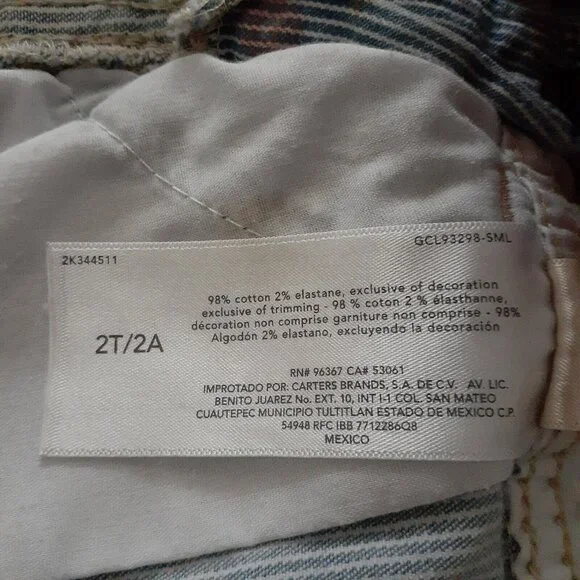 2K344511
GCL93298-SML
2T/2A
98% cotton 2% elastane, exclusive of decoration
exclusive of trimming - 98 % coton 2 % élasthanne,
décoration non comprise garniture non comprise - 98%
Algodón 2% elastano, excluyendo la decoración
RN# 96367 CA# 53061
IMPROTADO POR: CARTERS BRANDS, S.A. DE C.V. AV. LIC.
BENITO JUAREZ No. EXT. 10, INT I-1 COL. SAN MATEO
CUAUTEPEC MUNICIPIO TULTITLAN ESTADO DE MEXICO C.P.
54948 RFC IBB 7712286Q8
MEXICO